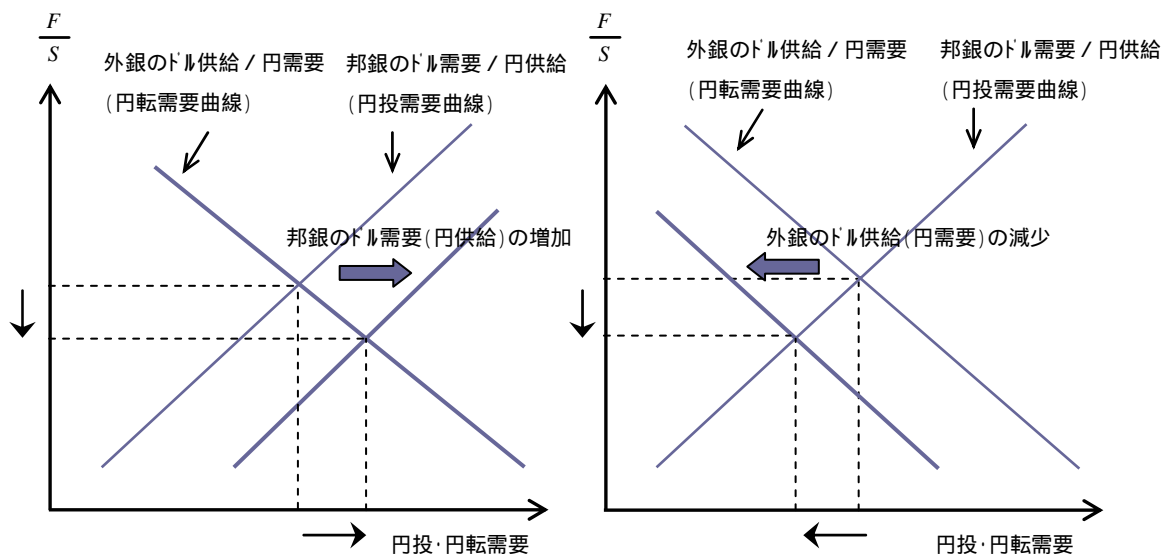 F
S
外銀のﾄﾞﾙ供給/円需要
(円転需要曲線)
邦銀のﾄﾞﾙ需要/円供給
(円投需要曲線)
邦銀のﾄﾞﾙ需要(円供給)の増加
円投・円転需要
F
S
外銀のﾄﾞﾙ供給/円需要
(円転需要曲線)
邦銀のﾄﾞﾙ需要/円供給
(円投需要曲線)
外銀のﾄﾞﾙ供給(円需要)の減少
円投・円転需要